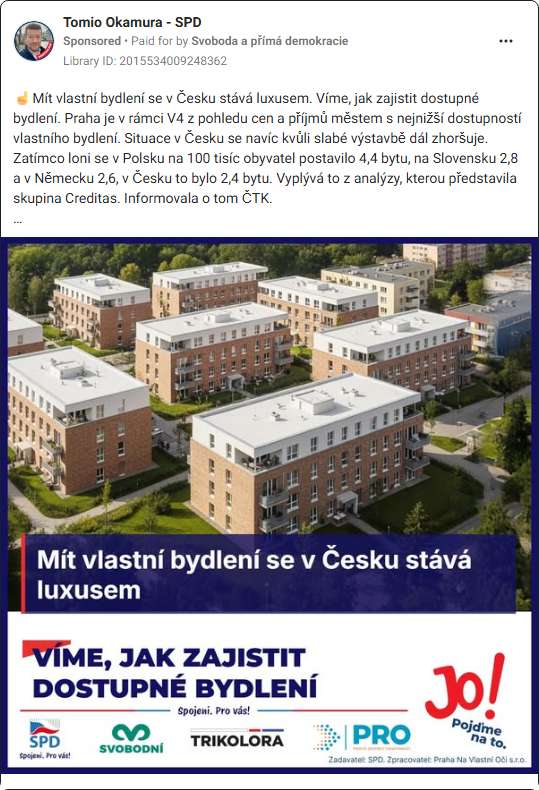 Tomio Okamura - SPD
Sponsored • Paid for by Svoboda a přímá demokracie
Library ID: 2015534009248362
☝Mít vlastní bydlení se v Česku stává luxusem. Víme, jak zajistit dostupné
bydlení. Praha je v rámci V4 z pohledu cen a příjmů městem s nejnižší dostupností
vlastního bydlení. Situace v Česku se navíc kvůli slabé výstavbě dál zhoršuje.
Zatímco loni se v Polsku na 100 tisíc obyvatel postavilo 4,4 bytu, na Slovensku 2,8
a v Německu 2,6, v Česku to bylo 2,4 bytu. Vyplývá to z analýzy, kterou představila
skupina Creditas. Informovala o tom ČTK.
...
Mít vlastní bydlení se v Česku stává
luxusem
VÍME, JAK ZAJISTIT
DOSTUPNÉ BYDLENÍ
Spojeni. Pro vás!
Jo!
Pojďme
na to.
SPD
Spojeni. Pro vás!
SVOBODNÍ
TRIKOLORA
PRO
Zadavatel: SPD. Zpracovatel: Praha Na Vlastní Oči s.r.o.